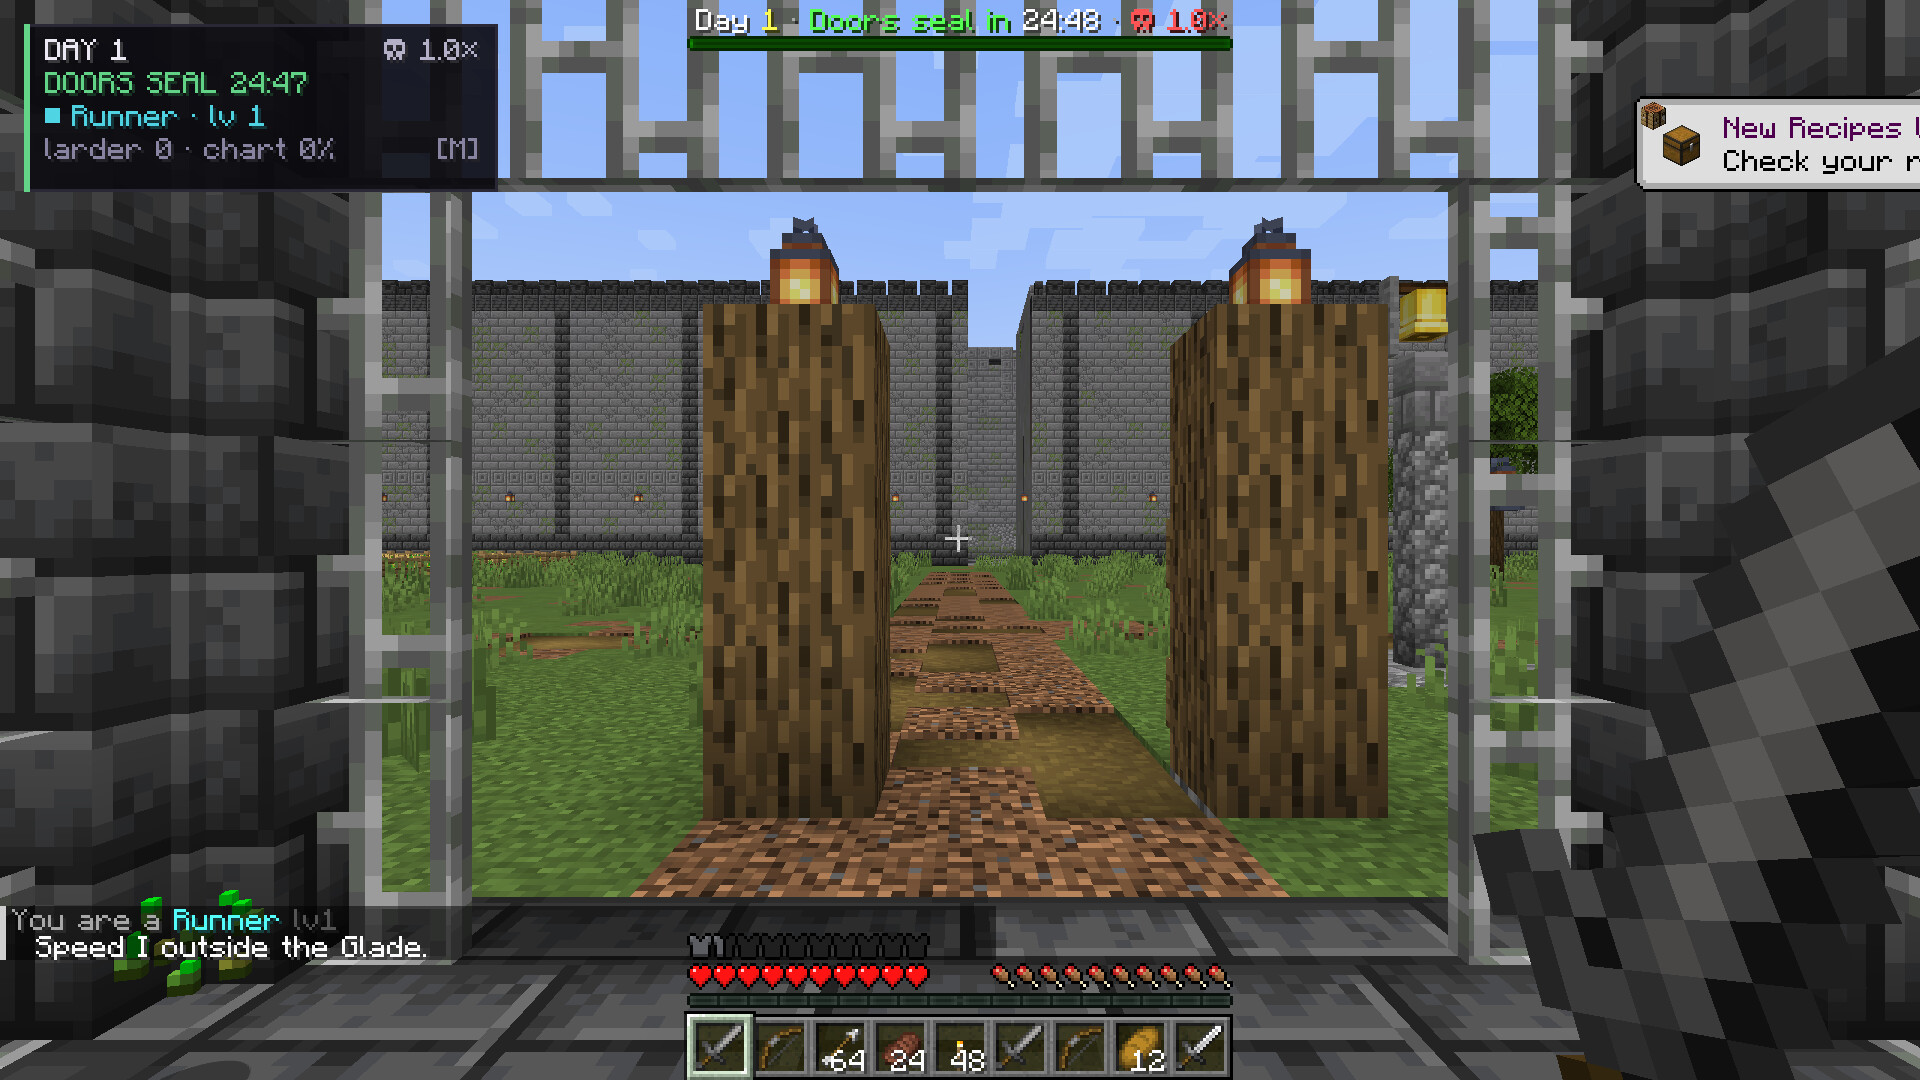 Day 1 · Doors seal in 24:48 · 1.0×
DAY 1 1.0×
DOORS SEAL 24:47
Runner · lv 1
larder 0 · chart 0% [M]
New Recipes
Check your
You are a Runner lv1
Speed I outside the Glade.
64 24 48 12